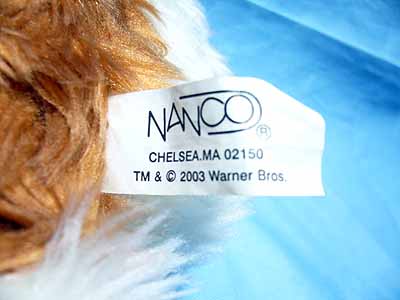 NANCO®
CHELSEA.MA 02150
TM & © 2003 Warner Bros.